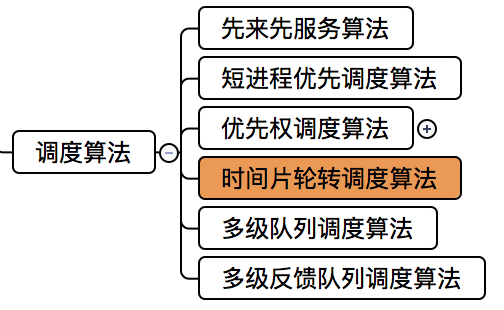 先来先服务算法
短进程优先调度算法
优先权调度算法
调度算法
时间片轮转调度算法
多级队列调度算法
多级反馈队列调度算法